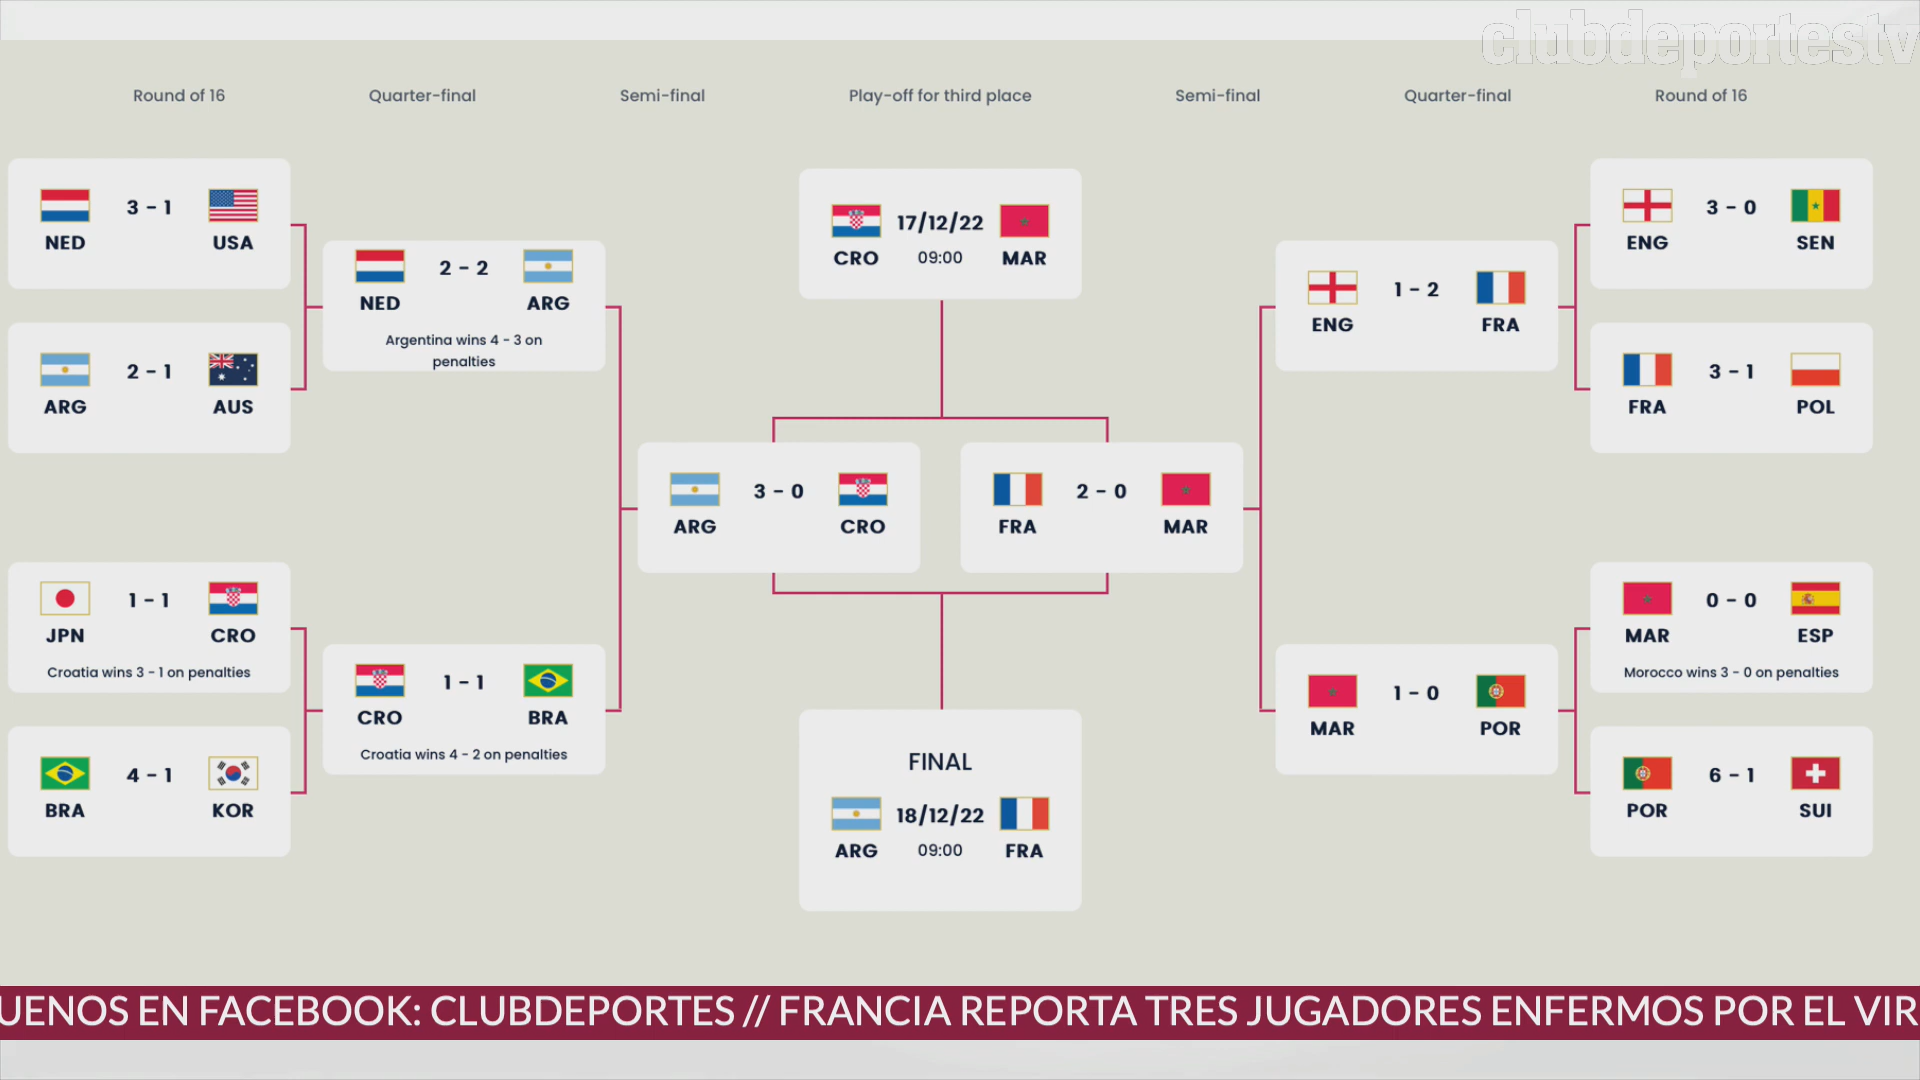 clubdeportestv
Round of 16
Quarter-final
Semi-final
Play-off for third place
Semi-final
Quarter-final
Round of 16
3 - 1
NED USA
2 - 1
ARG AUS
1 - 1
JPN CRO
Croatia wins 3 - 1 on penalties
4 - 1
BRA KOR
2 - 2
NED ARG
Argentina wins 4 - 3 on
penalties
1 - 1
CRO BRA
Croatia wins 4 - 2 on penalties
3 - 0
ARG CRO
17/12/22
CRO 09:00 MAR
FINAL
18/12/22
ARG 09:00 FRA
2 - 0
FRA MAR
1 - 2
ENG FRA
1 - 0
MAR POR
3 - 0
ENG SEN
3 - 1
FRA POL
0 - 0
MAR ESP
Morocco wins 3 - 0 on penalties
6 - 1
POR SUI
UENOS EN FACEBOOK: CLUBDEPORTES // FRANCIA REPORTA TRES JUGADORES ENFERMOS POR EL VIR